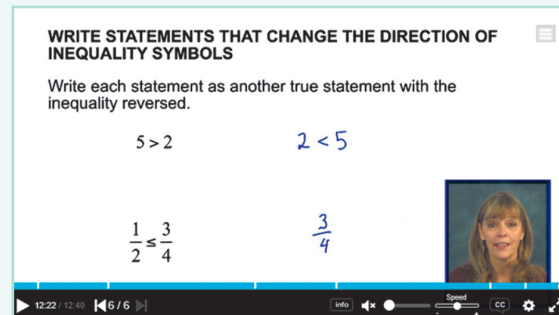 WRITE STATEMENTS THAT CHANGE THE DIRECTION OF
INEQUALITY SYMBOLS
Write each statement as another true statement with the
inequality reversed.
5 > 2 2 < 5
1/2 ≤ 3/4 3/4
12:22 / 12:40 6 / 6 info Speed CC
- +